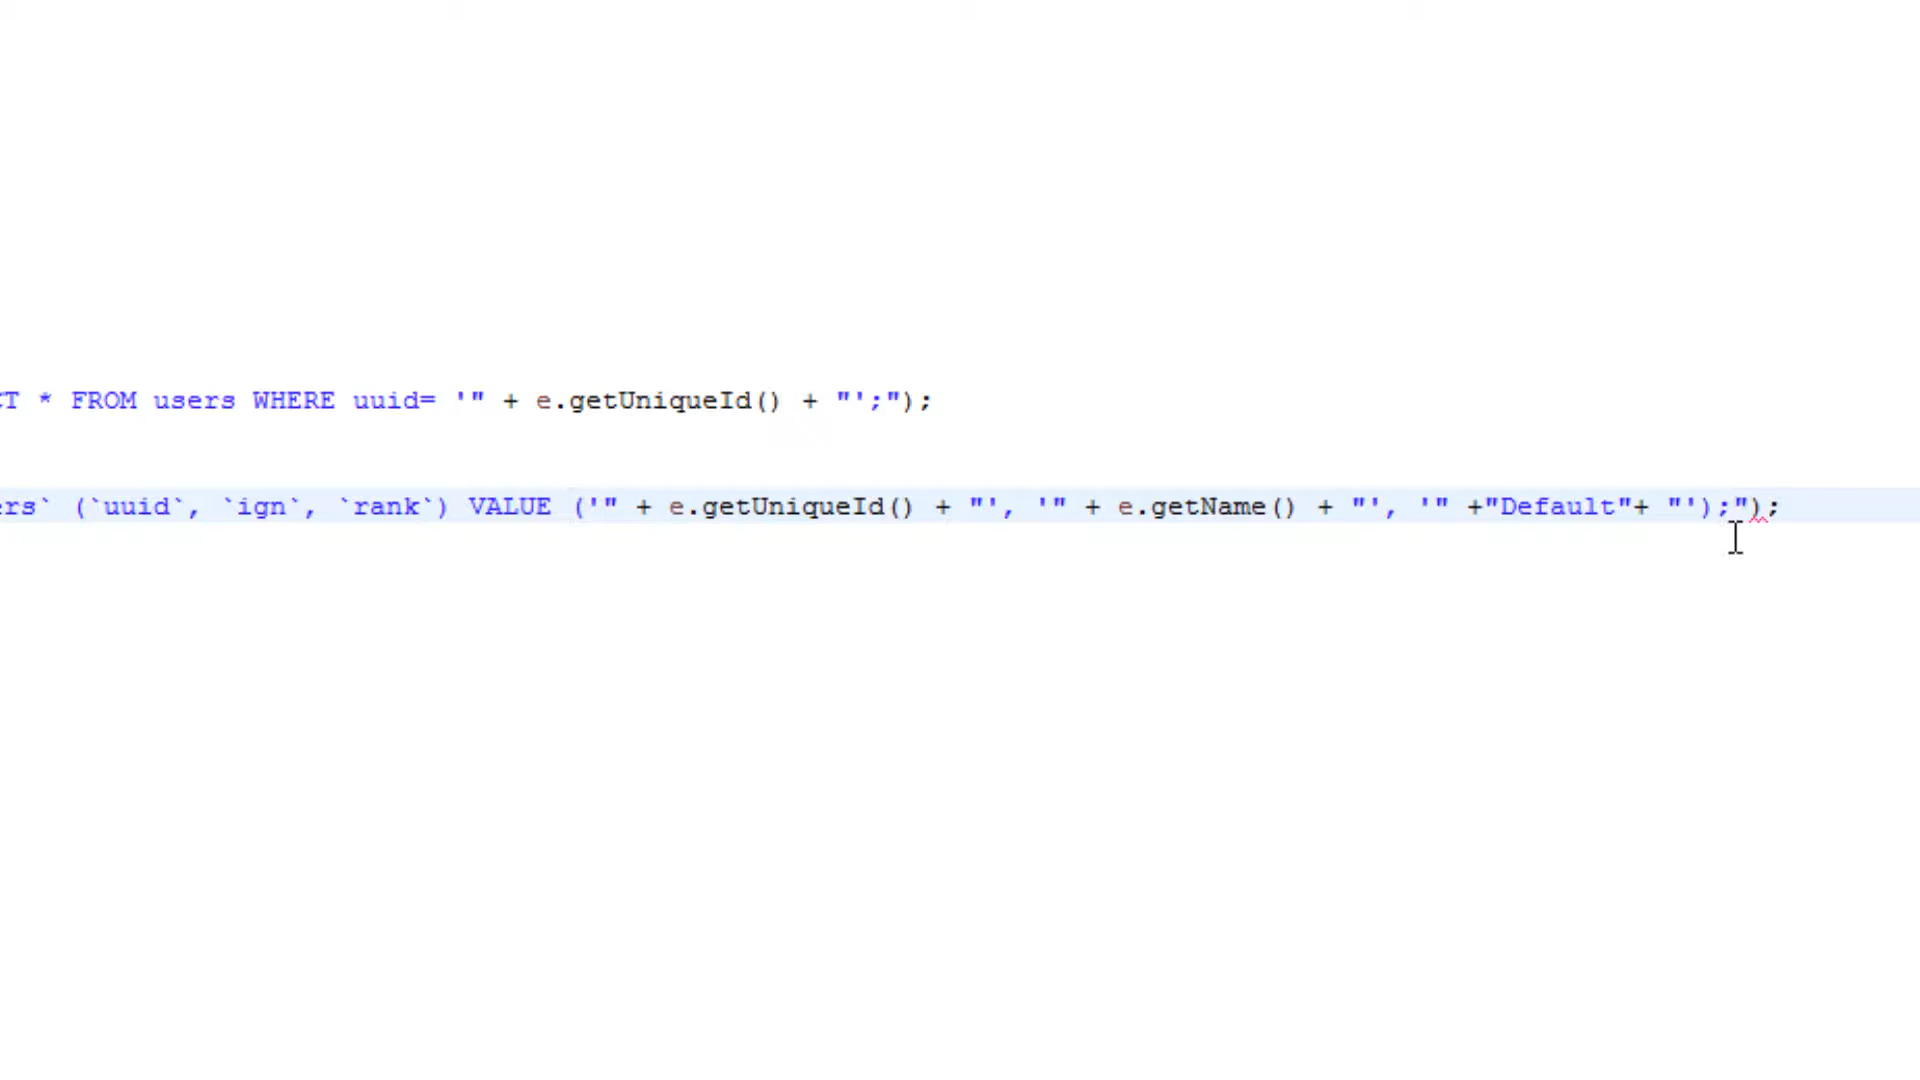 CT * FROM users WHERE uuid= '" + e.getUniqueId() + "';");
ers` (`uuid`, `ign`, `rank`) VALUE ('" + e.getUniqueId() + "', '" + e.getName() + "', '" +"Default"+ "');");